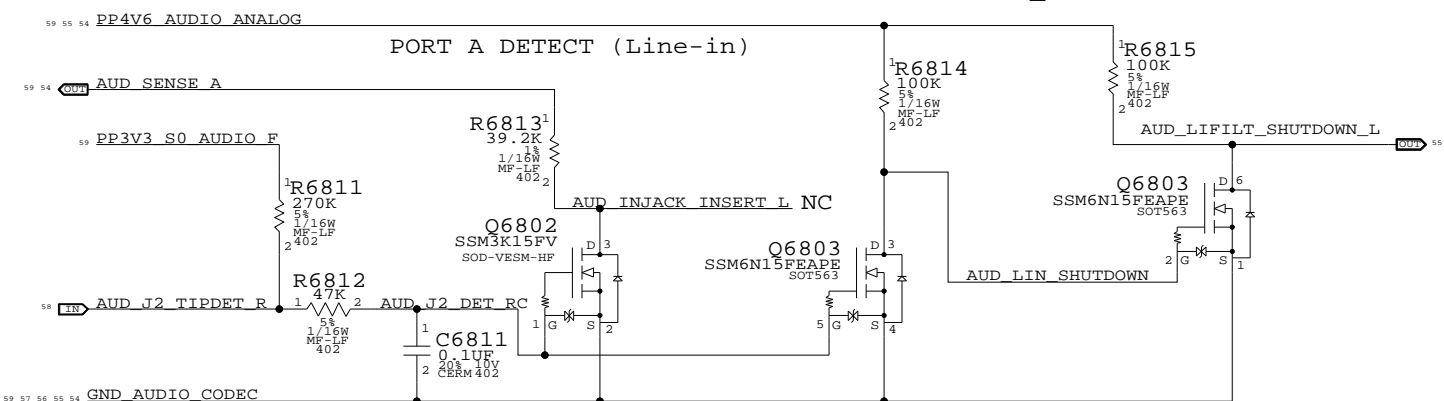 59 55 54 PP4V6_AUDIO_ANALOG
PORT A DETECT (Line-in)
59 54 OUT AUD_SENSE_A
59 PP3V3_S0_AUDIO_F
1
R6811
270K
5%
1/16W
MF-LF
402
2
1
R6813
39.2K
1%
1/16W
MF-LF
402
2
1
R6814
100K
5%
1/16W
MF-LF
402
2
1
R6815
100K
5%
1/16W
MF-LF
402
2
AUD_LIFILT_SHUTDOWN_L
OUT 55
AUD_INJACK_INSERT_L NC
Q6802
SSM3K15FV
SOD-VESM-HF
D 3
1 G S 2
Q6803
SSM6N15FEAPE
SOT563
D 3
5 G S 4
Q6803
SSM6N15FEAPE
SOT563
D 6
2 G S 1
AUD_LIN_SHUTDOWN
58 IN AUD_J2_TIPDET_R
R6812
47K
1 2
5%
1/16W
MF-LF
402
AUD_J2_DET_RC
1
C6811
0.1UF
20% 10V
CERM 402
2
59 57 56 55 54 GND_AUDIO_CODEC